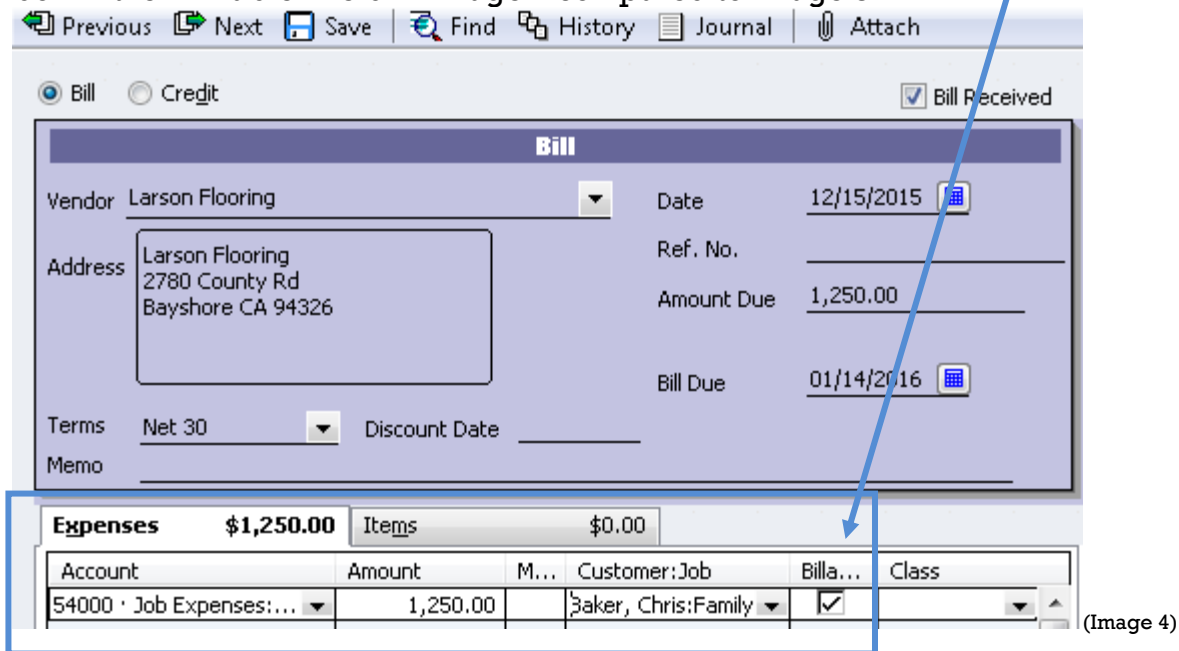 Previous Next Save Find History Journal Attach
Bill Credit Bill Received
Bill
Vendor Larson Flooring Date 12/15/2015
Address Larson Flooring Ref. No.
2780 County Rd
Bayshore CA 94326 Amount Due 1,250.00
Bill Due 01/14/2016
Terms Net 30 Discount Date
Memo
Expenses $1,250.00 Items $0.00
Account Amount M... Customer:Job Billa... Class
54000 · Job Expenses:... 1,250.00 Baker, Chris:Family
(Image 4)